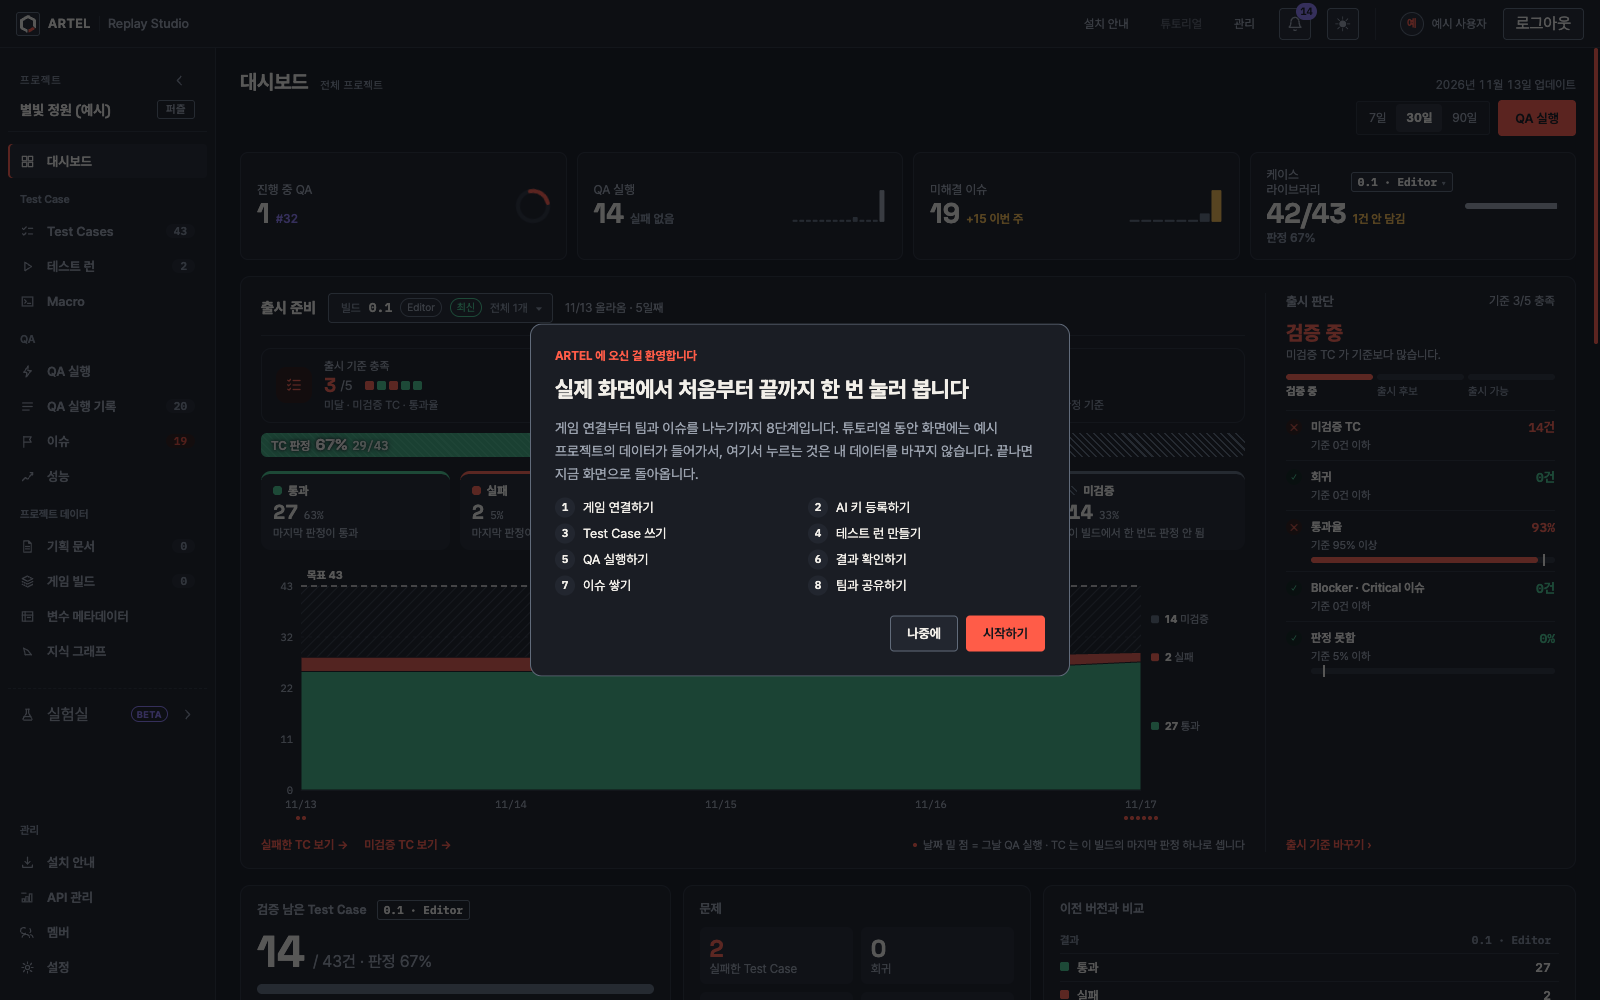 ARTEL
Replay Studio
설치 안내
튜토리얼
관리
14
예
예시 사용자
로그아웃
프로젝트
별빛 정원 (예시)
퍼즐
대시보드
Test Case
Test Cases
43
테스트 런
2
Macro
QA
QA 실행
QA 실행 기록
20
이슈
19
성능
프로젝트 데이터
기획 문서
0
게임 빌드
0
변수 메타데이터
지식 그래프
실험실
BETA
관리
설치 안내
API 관리
멤버
설정
대시보드
전체 프로젝트
2026년 11월 13일 업데이트
7일
30일
90일
QA 실행
진행 중 QA
1 #32
QA 실행
14 실패 없음
미해결 이슈
19 +15 이번 주
케이스
라이브러리
0.1 · Editor
42/43 1건 안 담김
판정 67%
출시 준비
빌드 0.1 Editor 최신 전체 1개
11/13 올라옴 · 5일째
출시 기준 충족
3 /5
미달 · 미검증 TC · 통과율
정 기준
TC 판정 67% 29/43
통과
27 63%
마지막 판정이 통과
실패
2 5%
마지막 판정이
미검증
14 33%
이 빌드에서 한 번도 판정 안 됨
목표 43
43
32
22
11
0
11/13
11/14
11/15
11/16
11/17
14 미검증
2 실패
27 통과
실패한 TC 보기 →
미검증 TC 보기 →
날짜 밑 점 = 그날 QA 실행 · TC 는 이 빌드의 마지막 판정 하나로 셉니다
출시 판단
기준 3/5 충족
검증 중
미검증 TC 가 기준보다 많습니다.
검증 중
출시 후보
출시 가능
미검증 TC
14건
기준 0건 이하
회귀
0건
기준 0건 이하
통과율
93%
기준 95% 이상
Blocker · Critical 이슈
0건
기준 0건 이하
판정 못함
0%
기준 5% 이하
출시 기준 바꾸기 ›
ARTEL 에 오신 걸 환영합니다
실제 화면에서 처음부터 끝까지 한 번 눌러 봅니다
게임 연결부터 팀과 이슈를 나누기까지 8단계입니다. 튜토리얼 동안 화면에는 예시
프로젝트의 데이터가 들어가서, 여기서 누르는 것은 내 데이터를 바꾸지 않습니다. 끝나면
지금 화면으로 돌아옵니다.
1 게임 연결하기
2 AI 키 등록하기
3 Test Case 쓰기
4 테스트 런 만들기
5 QA 실행하기
6 결과 확인하기
7 이슈 쌓기
8 팀과 공유하기
나중에
시작하기
검증 남은 Test Case
0.1 · Editor
14 / 43건 · 판정 67%
문제
2
실패한 Test Case
0
회귀
이전 버전과 비교
결과
0.1 · Editor
통과
27
실패
2